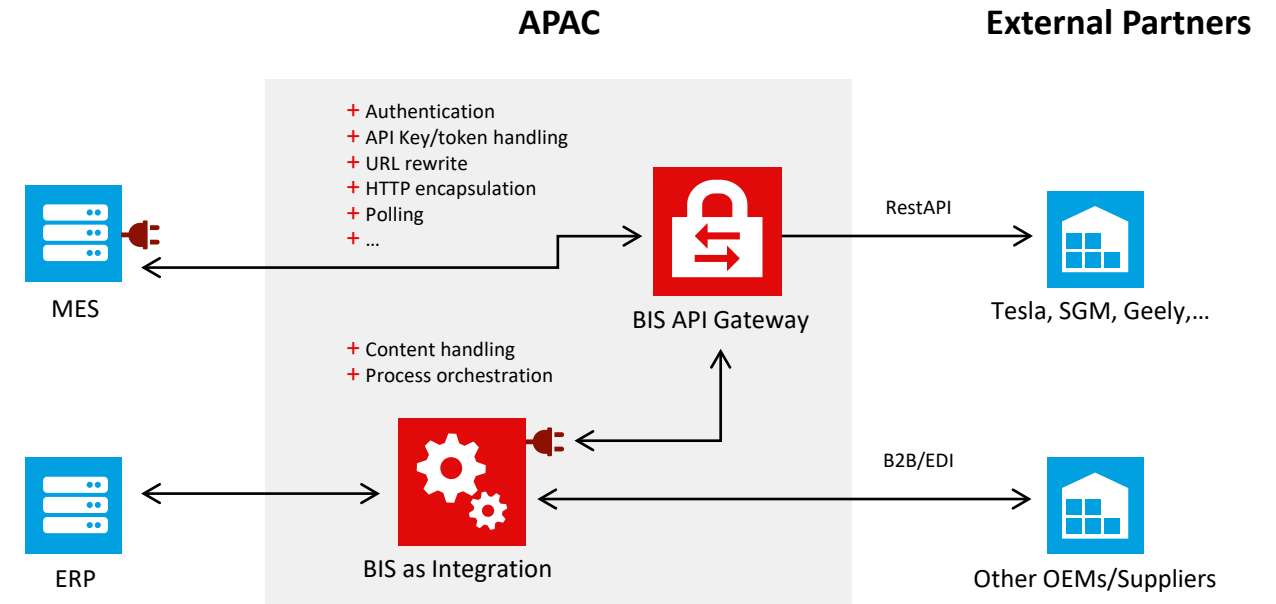 APAC
External Partners
+ Authentication
+ API Key/token handling
+ URL rewrite
+ HTTP encapsulation
+ Polling
+ …
RestAPI
MES
BIS API Gateway
Tesla, SGM, Geely,…
+ Content handling
+ Process orchestration
B2B/EDI
ERP
BIS as Integration
Other OEMs/Suppliers